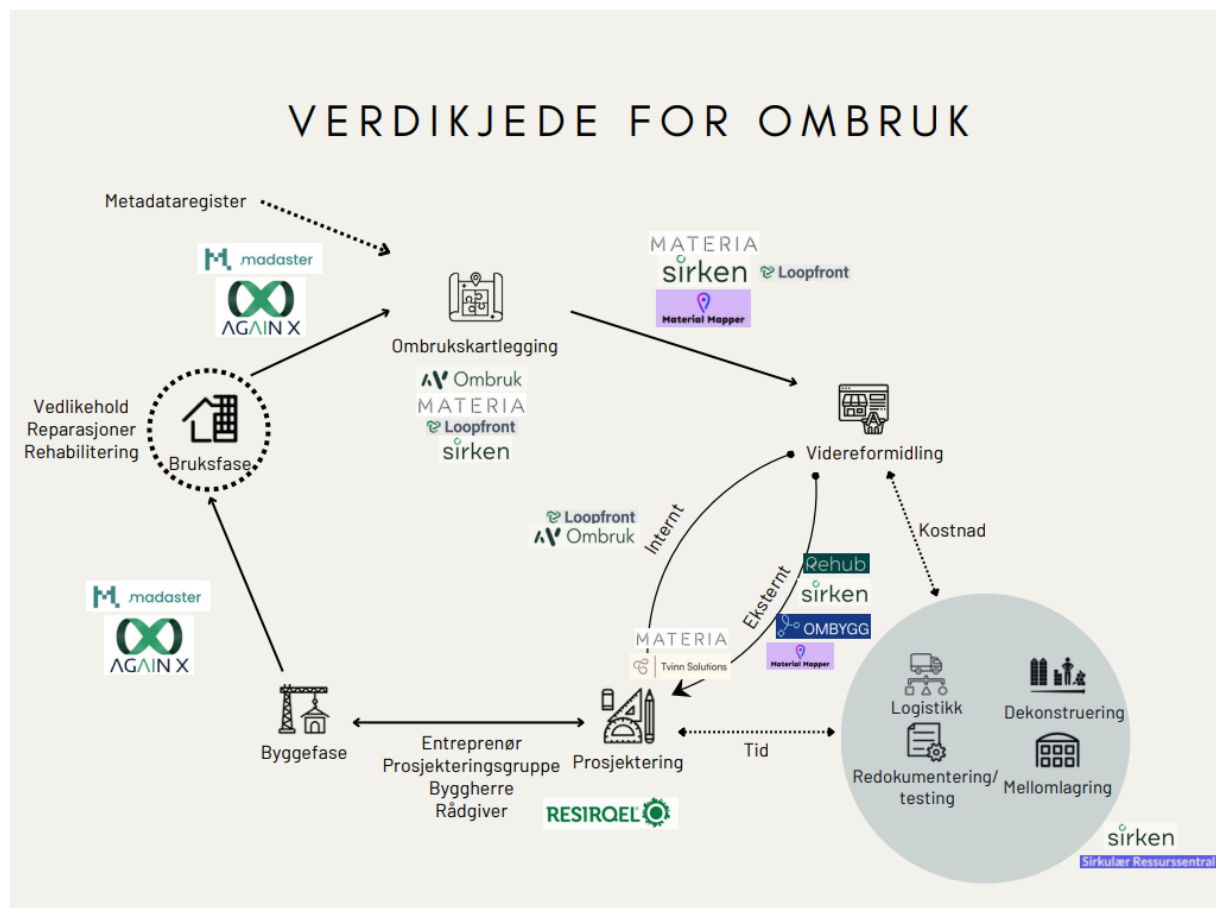 VERDIKJEDE FOR OMBRUK
Metadataregister
madaster
AGAIN X
MATERIA
sirken
Loopfront
Material Mapper
Ombrukskartlegging
Ombruk
MATERIA
Loopfront
sirken
Vedlikehold
Reparasjoner
Rehabilitering
Bruksfase
Videreformidling
Loopfront
Ombruk
Internt
Eksternt
Kostnad
Rehub
sirken
OMBYGG
Material Mapper
MATERIA
Tvinn Solutions
madaster
AGAIN X
Byggefase
Entreprenør
Prosjekteringsgruppe
Byggherre
Rådgiver
Prosjektering
RESIRQEL
Tid
Logistikk
Dekonstruering
Redokumentering/
testing
Mellomlagring
sirken
Sirkulær Ressurssentral